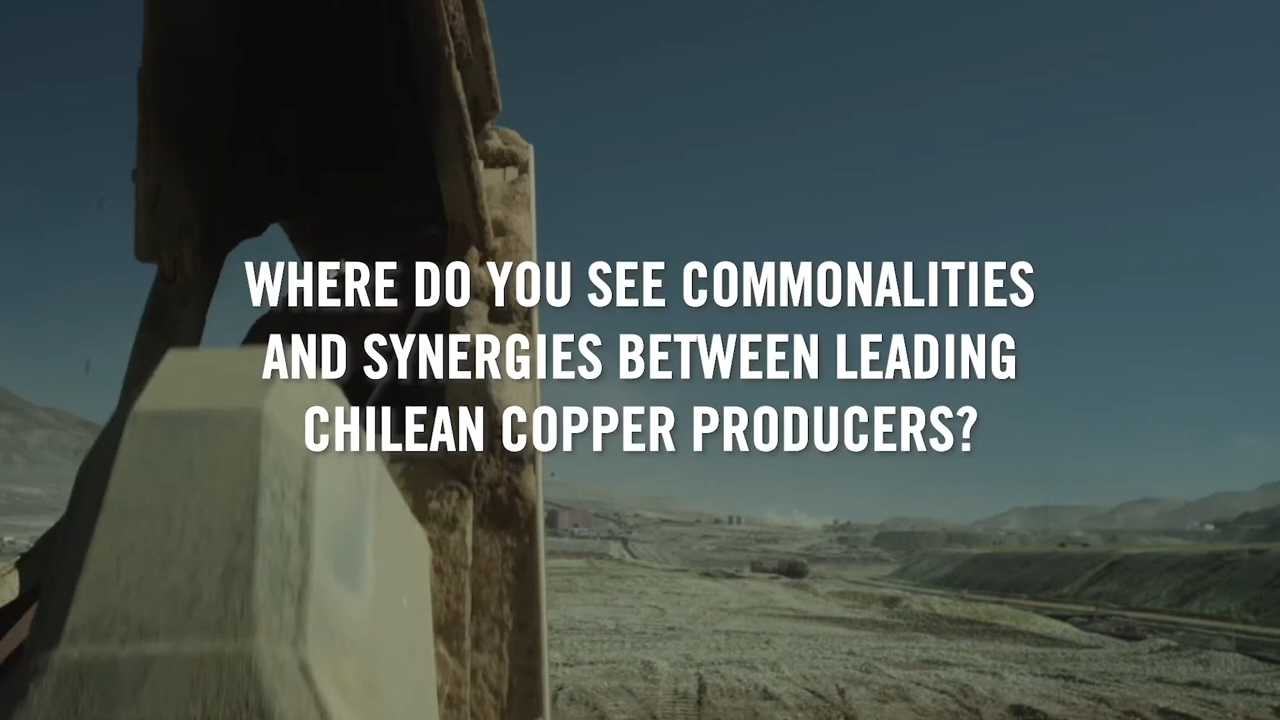 WHERE DO YOU SEE COMMONALITIES
AND SYNERGIES BETWEEN LEADING
CHILEAN COPPER PRODUCERS?